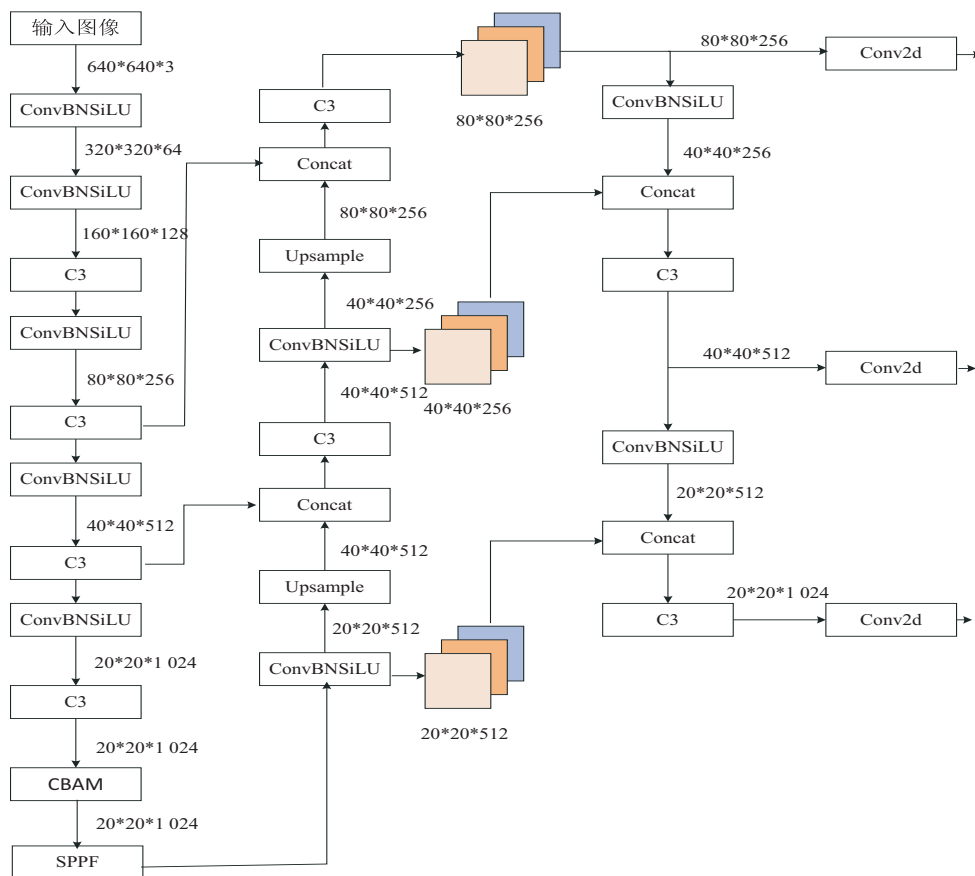 输入图像
640*640*3
ConvBNSiLU
320*320*64
ConvBNSiLU
160*160*128
C3
ConvBNSiLU
80*80*256
C3
ConvBNSiLU
40*40*512
C3
ConvBNSiLU
20*20*1 024
C3
20*20*1 024
CBAM
20*20*1 024
SPPF
C3
Concat
80*80*256
Upsample
40*40*256
ConvBNSiLU
40*40*512
C3
Concat
40*40*512
Upsample
20*20*512
ConvBNSiLU
80*80*256
40*40*256
20*20*512
80*80*256
Conv2d
ConvBNSiLU
40*40*256
Concat
C3
40*40*512
Conv2d
ConvBNSiLU
20*20*512
Concat
20*20*1 024
C3
Conv2d